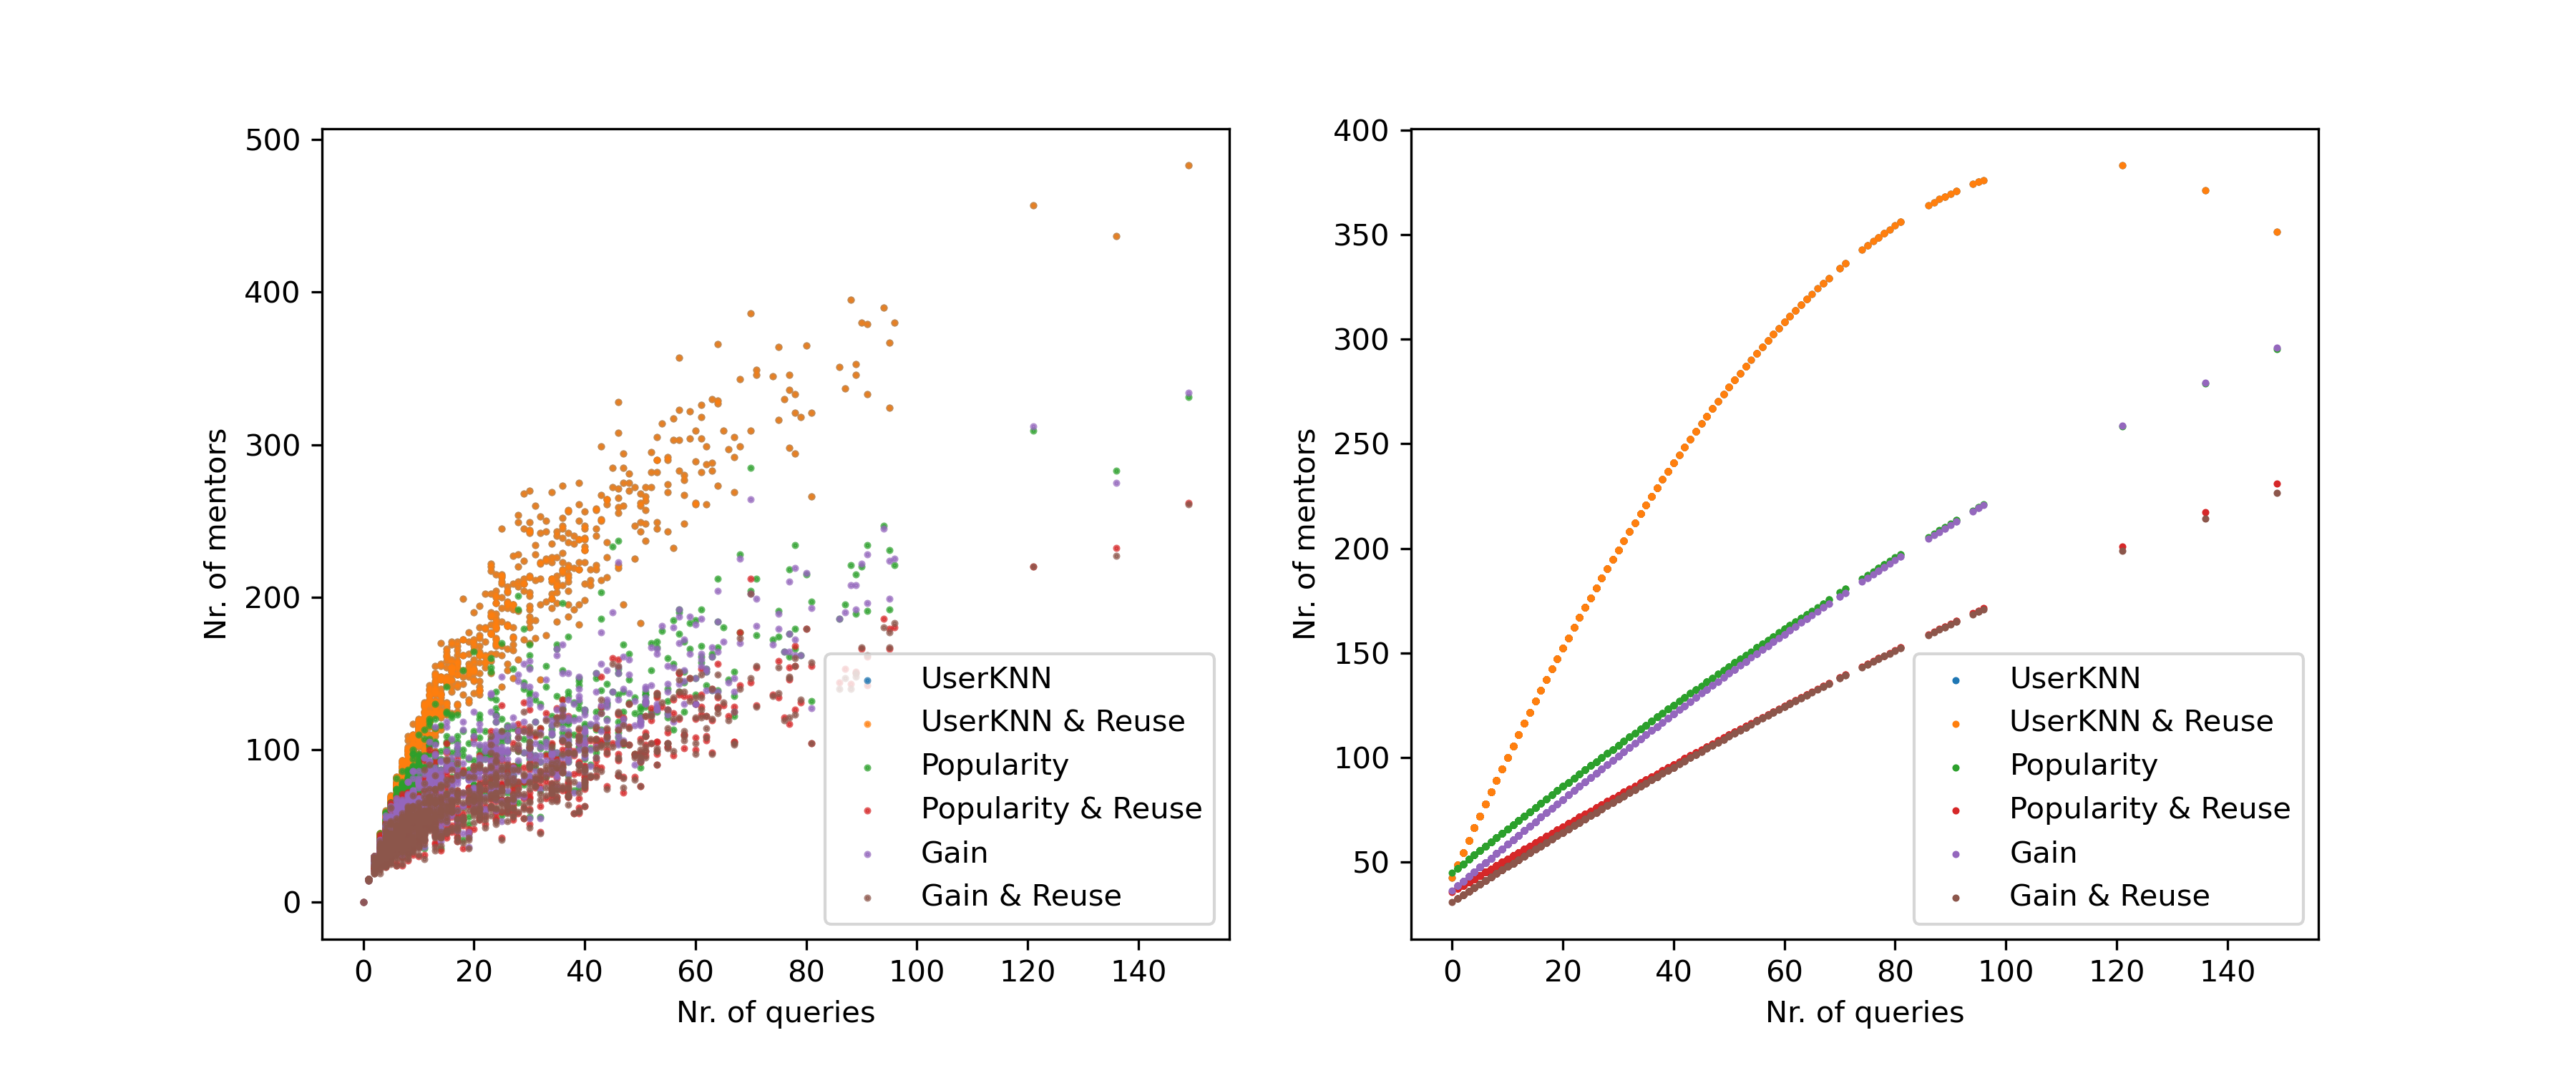 500
400
300
200
100
0
Nr. of mentors
0 20 40 60 80 100 120 140
Nr. of queries
UserKNN
UserKNN & Reuse
Popularity
Popularity & Reuse
Gain
Gain & Reuse
400
350
300
250
200
150
100
50
Nr. of mentors
0 20 40 60 80 100 120 140
Nr. of queries
UserKNN
UserKNN & Reuse
Popularity
Popularity & Reuse
Gain
Gain & Reuse